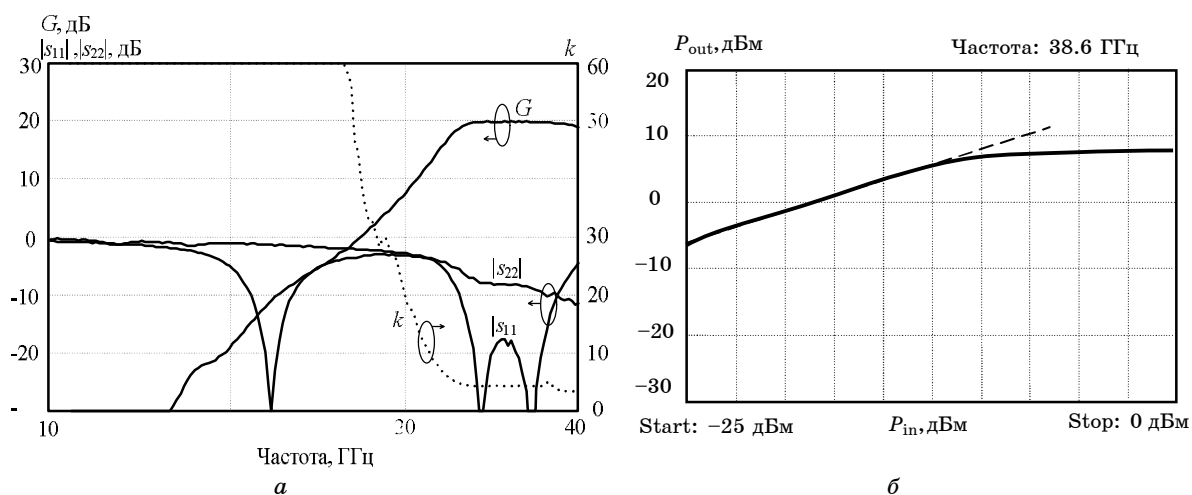 G, дБ
|s11|, |s22|, дБ
k
30
20
10
0
-10
-20
-
60
50
30
20
10
0
G
|s22|
|s11
k
10
20
30
40
Частота, ГГц
а
Pout, дБм
Частота: 38.6 ГГц
20
10
0
−10
−20
−30
Start: −25 дБм
Pin, дБм
Stop: 0 дБм
б